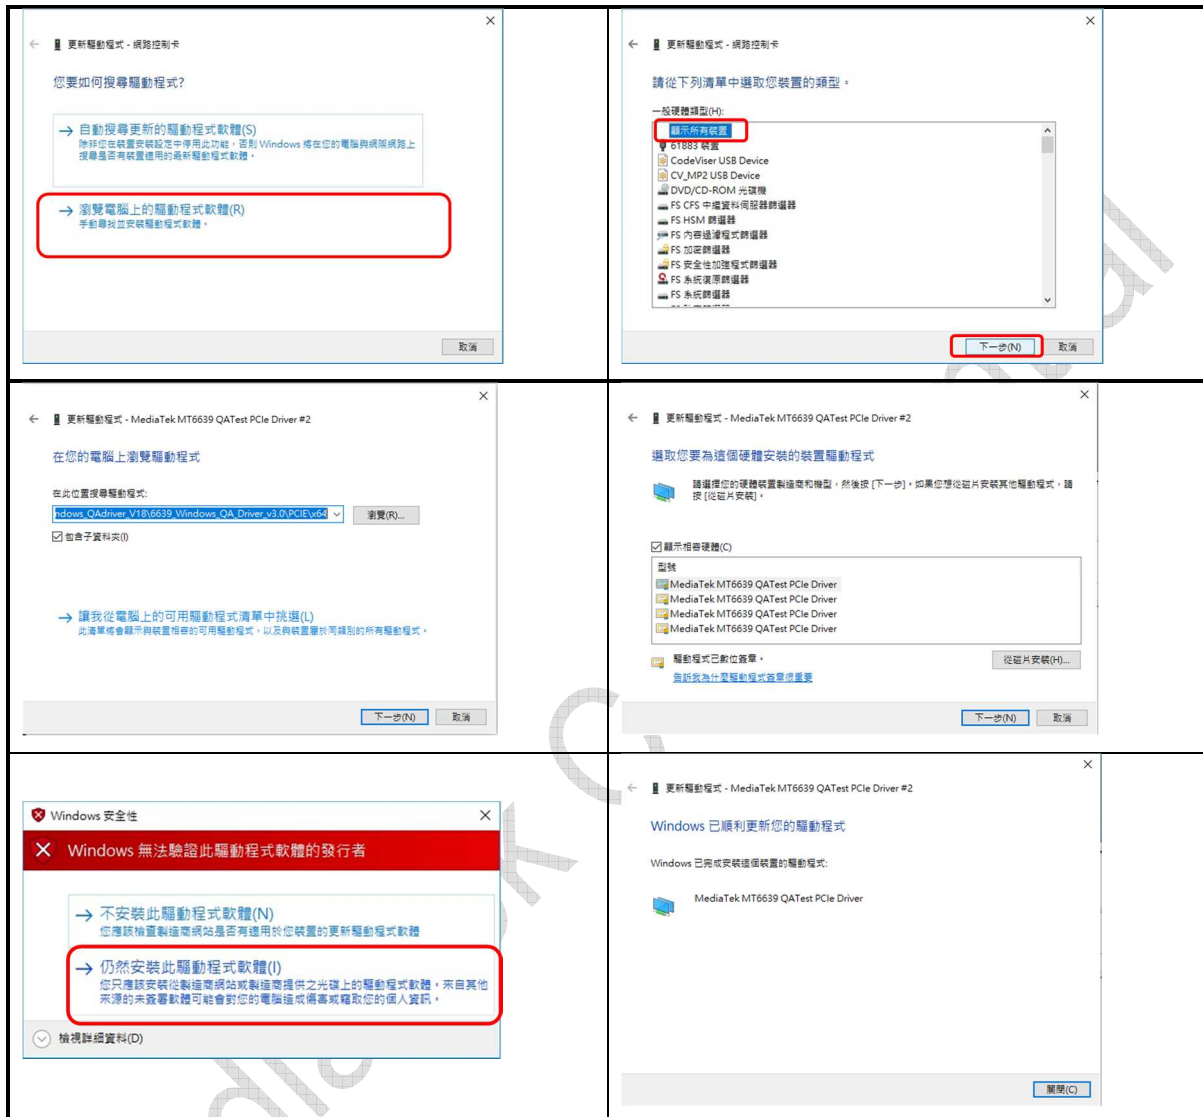 更新驅動程式 - 網路控制卡
您要如何搜尋驅動程式?
→ 自動搜尋更新的驅動程式軟體(S)
除非您在裝置安裝設定中停用此功能，否則 Windows 將在您的電腦與網際網路上
搜尋是否有裝置適用的最新驅動程式軟體。
→ 瀏覽電腦上的驅動程式軟體(R)
手動尋找並安裝驅動程式軟體。
取消
更新驅動程式 - 網路控制卡
請從下列清單中選取您裝置的類型。
一般硬體類型(H):
顯示所有裝置
61883 裝置
CodeViser USB Device
CV_MP2 USB Device
DVD/CD-ROM 光碟機
FS CFS 中繼資料伺服器篩選器
FS HSM 篩選器
FS 內容過濾程式篩選器
FS 加密篩選器
FS 安全性加強程式篩選器
FS 系統復原篩選器
FS 系統篩選器
下一步(N)
取消
更新驅動程式 - MediaTek MT6639 QATest PCIe Driver #2
在您的電腦上瀏覽驅動程式
在此位置搜尋驅動程式:
ndows_QAdriver_V18\6639_Windows_QA_Driver_v3.0\PCIE\x64
瀏覽(R)...
包含子資料夾(I)
→ 讓我從電腦上的可用驅動程式清單中挑選(L)
此清單將會顯示與裝置相容的可用驅動程式，以及與裝置屬於同類別的所有驅動程式。
下一步(N)
取消
更新驅動程式 - MediaTek MT6639 QATest PCIe Driver #2
選取您要為這個硬體安裝的裝置驅動程式
請選擇您的硬體裝置製造商和機型，然後按 [下一步]。如果您想從磁片安裝其他驅動程式，請
按 [從磁片安裝]。
顯示相容硬體(C)
型號
MediaTek MT6639 QATest PCIe Driver
MediaTek MT6639 QATest PCIe Driver
MediaTek MT6639 QATest PCIe Driver
MediaTek MT6639 QATest PCIe Driver
驅動程式已數位簽章。
告訴我為什麼驅動程式簽章很重要
從磁片安裝(H)...
下一步(N)
取消
Windows 安全性
Windows 無法驗證此驅動程式軟體的發行者
→ 不安裝此驅動程式軟體(N)
您應該檢查製造商網站是否有適用於您裝置的更新驅動程式軟體
→ 仍然安裝此驅動程式軟體(I)
您只應該安裝從製造商網站或製造商提供之光碟上的驅動程式軟體。來自其他
來源的未簽署軟體可能會對您的電腦造成傷害或竊取您的個人資訊。
檢視詳細資料(D)
更新驅動程式 - MediaTek MT6639 QATest PCIe Driver #2
Windows 已順利更新您的驅動程式
Windows 已完成安裝這個裝置的驅動程式:
MediaTek MT6639 QATest PCIe Driver
關閉(C)